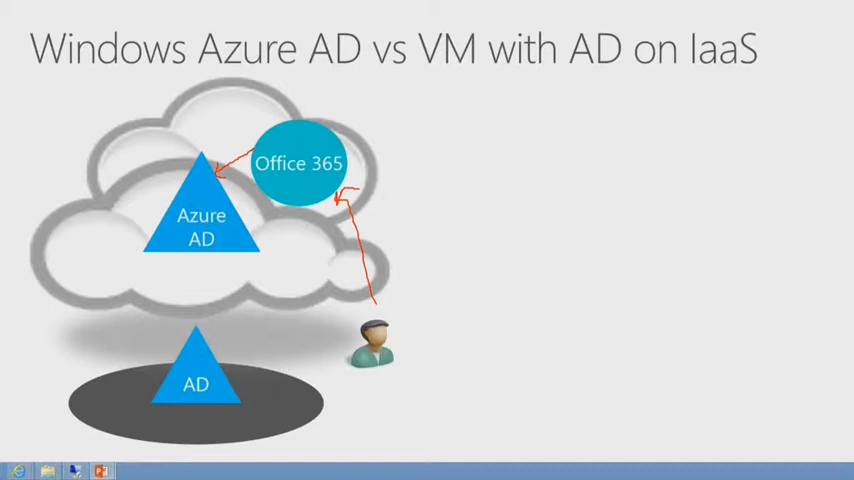 Windows Azure AD vs VM with AD on IaaS
Office 365
Azure
AD
AD